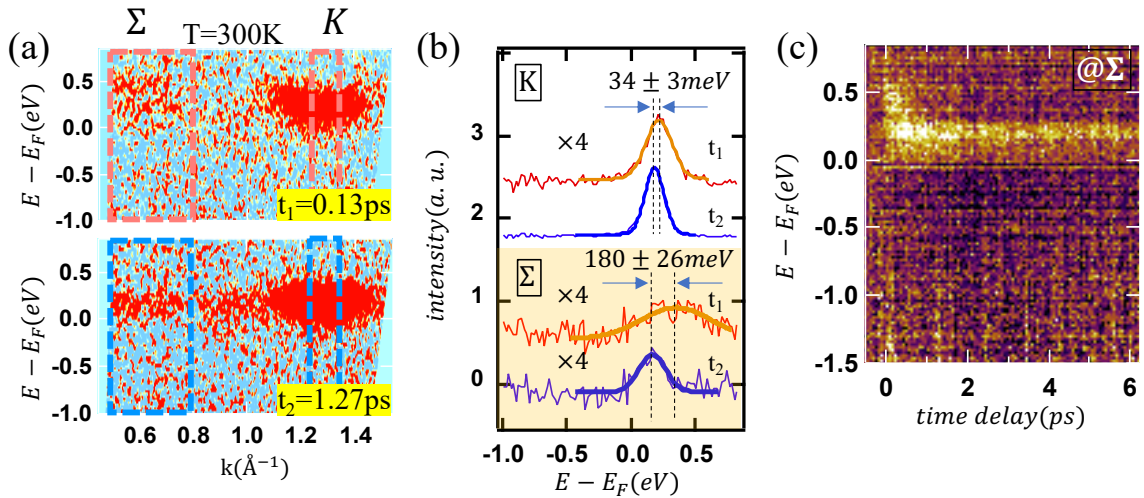 (a)
Σ
T=300K
K
0.5
0.0
-0.5
-1.0
E − E_F(eV)
t₁=0.13ps
0.5
0.0
-0.5
-1.0
E − E_F(eV)
t₂=1.27ps
0.6 0.8 1.0 1.2 1.4
k(Å⁻¹)
(b)
K
34 ± 3meV
×4
t₁
t₂
Σ
180 ± 26meV
×4
t₁
×4
t₂
3
2
1
0
intensity(a. u.)
-1.0 -0.5 0.0 0.5
E − E_F(eV)
(c)
@Σ
0.5
0.0
-0.5
-1.0
-1.5
E − E_F(eV)
0 2 4 6
time delay(ps)